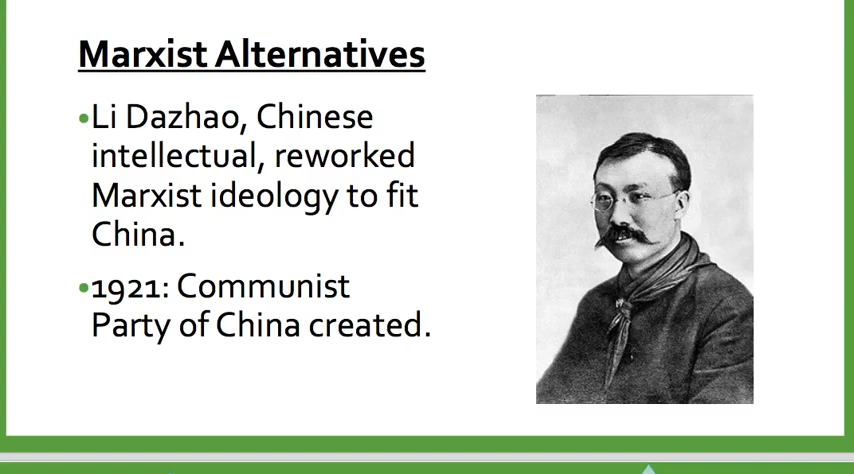 Marxist Alternatives
•Li Dazhao, Chinese
intellectual, reworked
Marxist ideology to fit
China.
•1921: Communist
Party of China created.